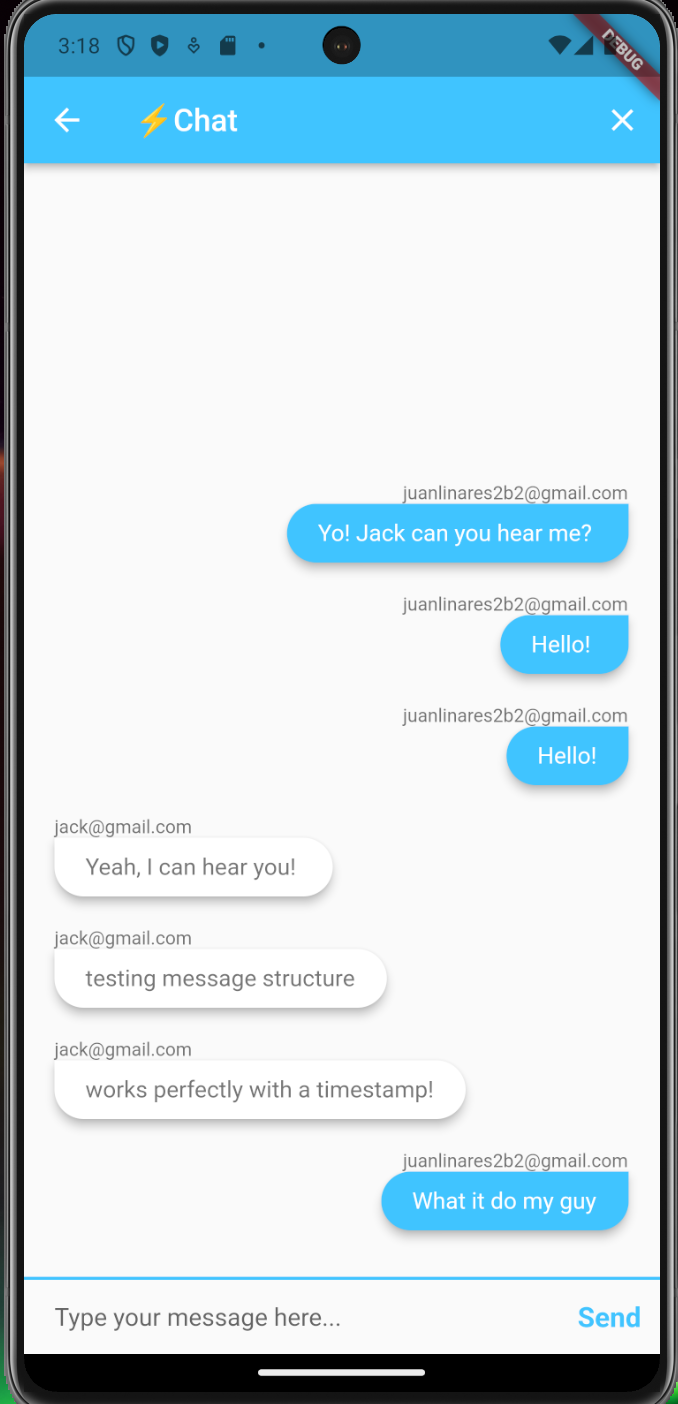 3:18
DEBUG
⚡Chat
juanlinares2b2@gmail.com
Yo! Jack can you hear me?
juanlinares2b2@gmail.com
Hello!
juanlinares2b2@gmail.com
Hello!
jack@gmail.com
Yeah, I can hear you!
jack@gmail.com
testing message structure
jack@gmail.com
works perfectly with a timestamp!
juanlinares2b2@gmail.com
What it do my guy
Type your message here...
Send